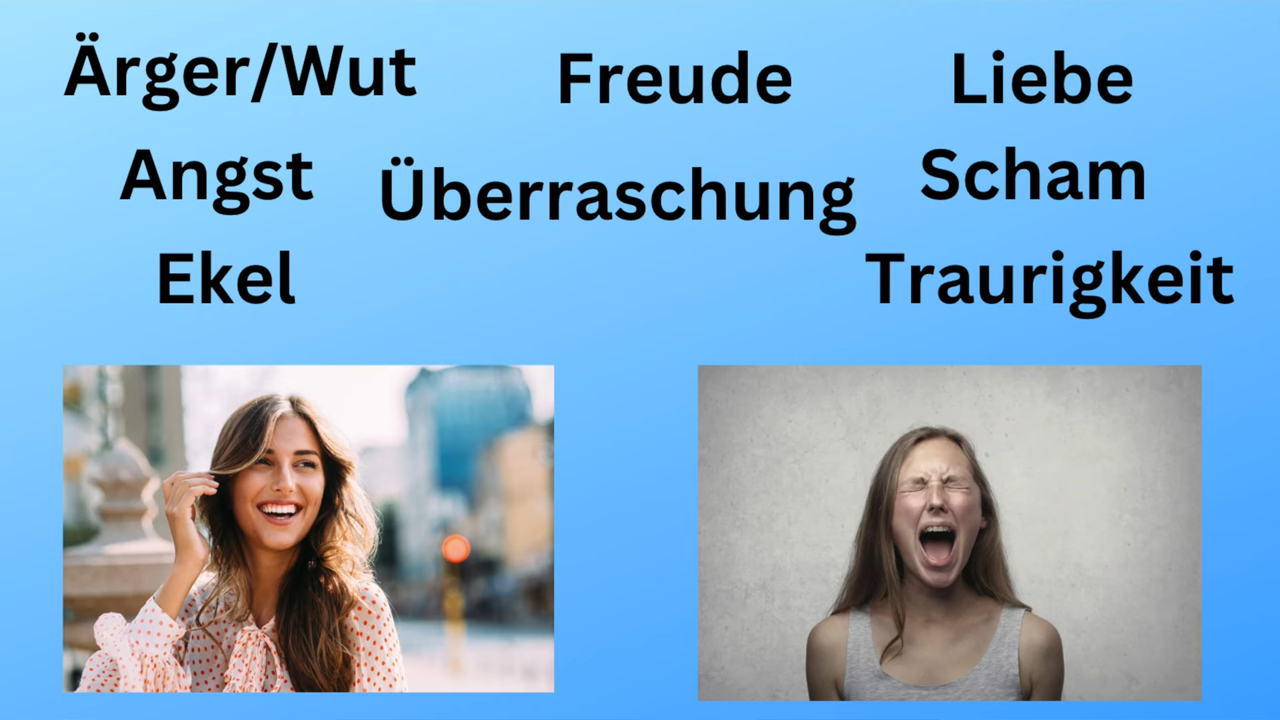 Ärger/Wut
Freude
Liebe
Angst
Überraschung
Scham
Ekel
Traurigkeit